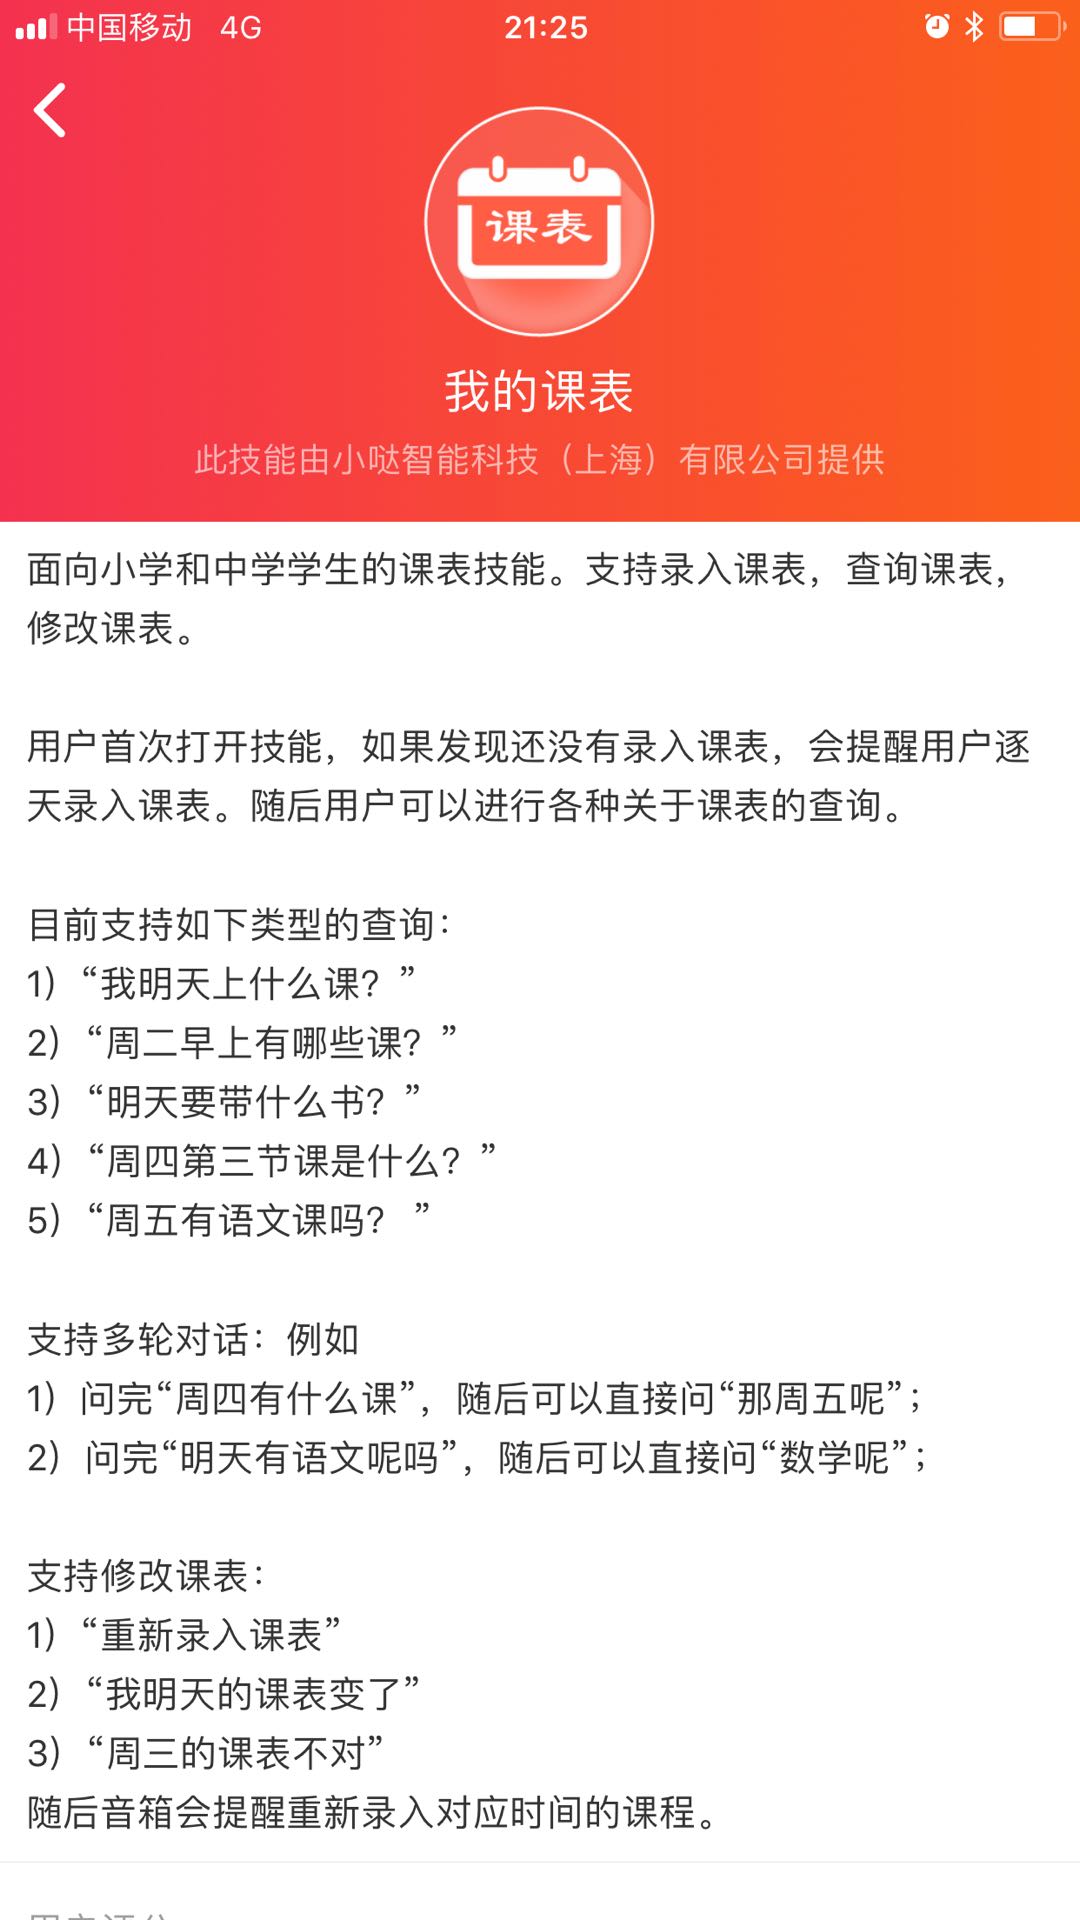 中国移动 4G 21:25
课表
我的课表
此技能由小哒智能科技（上海）有限公司提供
面向小学和中学学生的课表技能。支持录入课表，查询课表，
修改课表。
用户首次打开技能，如果发现还没有录入课表，会提醒用户逐
天录入课表。随后用户可以进行各种关于课表的查询。
目前支持如下类型的查询：
1）“我明天上什么课？”
2）“周二早上有哪些课？”
3）“明天要带什么书？”
4）“周四第三节课是什么？”
5）“周五有语文课吗？ ”
支持多轮对话：例如
1）问完“周四有什么课”，随后可以直接问“那周五呢”；
2）问完“明天有语文呢吗”，随后可以直接问“数学呢”；
支持修改课表：
1）“重新录入课表”
2）“我明天的课表变了”
3）“周三的课表不对”
随后音箱会提醒重新录入对应时间的课程。